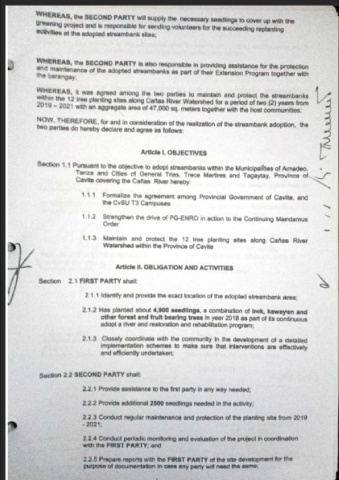 WHEREAS, the SECOND PARTY will supply the necessary seedlings to cover up with the
greening project and is responsible for sending volunteers for the succeeding replanting
activities at the adopted streambank sites;
WHEREAS, the SECOND PARTY is also responsible in providing assistance for the protection
and maintenance of the adopted streambanks as part of their Extension Program together with
the barangay;
WHEREAS, it was agreed among the two parties to maintain and protect the streambanks
within the 12 tree planting sites along Cañas River Watershed for a period of two (2) years from
2019 – 2021 with an aggregate area of 47,000 sq. meters together with the host communities;
NOW, THEREFORE, for and in consideration of the realization of the streambank adoption, the
two parties do hereby declare and agree as follows:
Article I. OBJECTIVES
Section 1.1 Pursuant to the objective to adopt streambanks within the Municipalities of Amadeo,
Tanza and Cities of General Trias, Trece Martires and Tagaytay, Province of
Cavite covering the Cañas River hereby:
1.1.1 Formalize the agreement among Provincial Government of Cavite, and
the CvSU T3 Campuses
1.1.2 Strengthen the drive of PG-ENRO in action to the Continuing Mandamus
Order
1.1.3 Maintain and protect the 12 tree planting sites along Cañas River
Watershed within the Province of Cavite
Article II. OBLIGATION AND ACTIVITIES
Section 2.1 FIRST PARTY shall:
2.1.1 Identify and provide the exact location of the adopted streambank area;
2.1.2 Has planted about 4,900 seedlings, a combination of ipek, kawayan and
other forest and fruit bearing trees in year 2018 as part of its continuous
adopt a river and restoration and rehabilitation program;
2.1.3 Closely coordinate with the community in the development of a detailed
implementation schemes to make sure that interventions are effectively
and efficiently undertaken;
Section 2.2 SECOND PARTY shall:
2.2.1 Provide assistance to the first party in any way needed;
2.2.2 Provide additional 2500 seedlings needed in the activity;
2.2.3 Conduct regular maintenance and protection of the planting site from 2019
- 2021;
2.2.4 Conduct periodic monitoring and evaluation of the project in coordination
with the FIRST PARTY; and
2.2.5 Prepare reports with the FIRST PARTY of the site development for the
purpose of documentation in case any party will need the same;